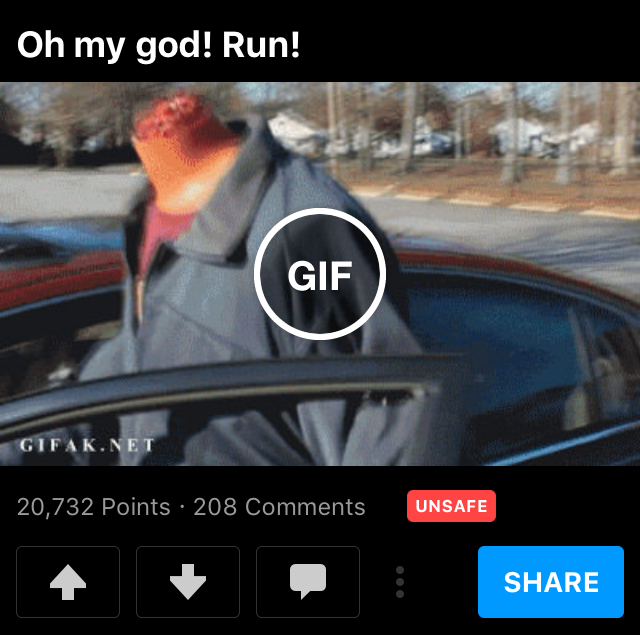 Oh my god! Run!
GIF
GIFAK.NET
20,732 Points · 208 Comments
UNSAFE
SHARE